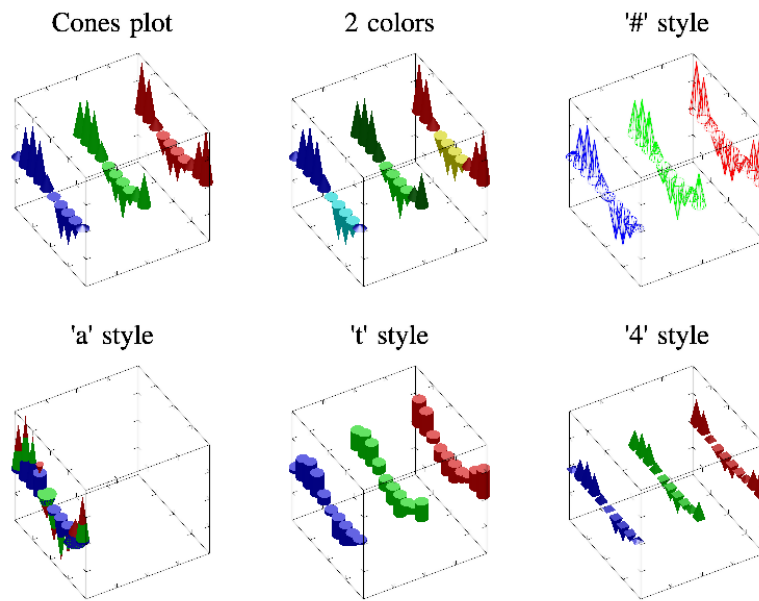 Cones plot
2 colors
'#' style
'a' style
't' style
'4' style